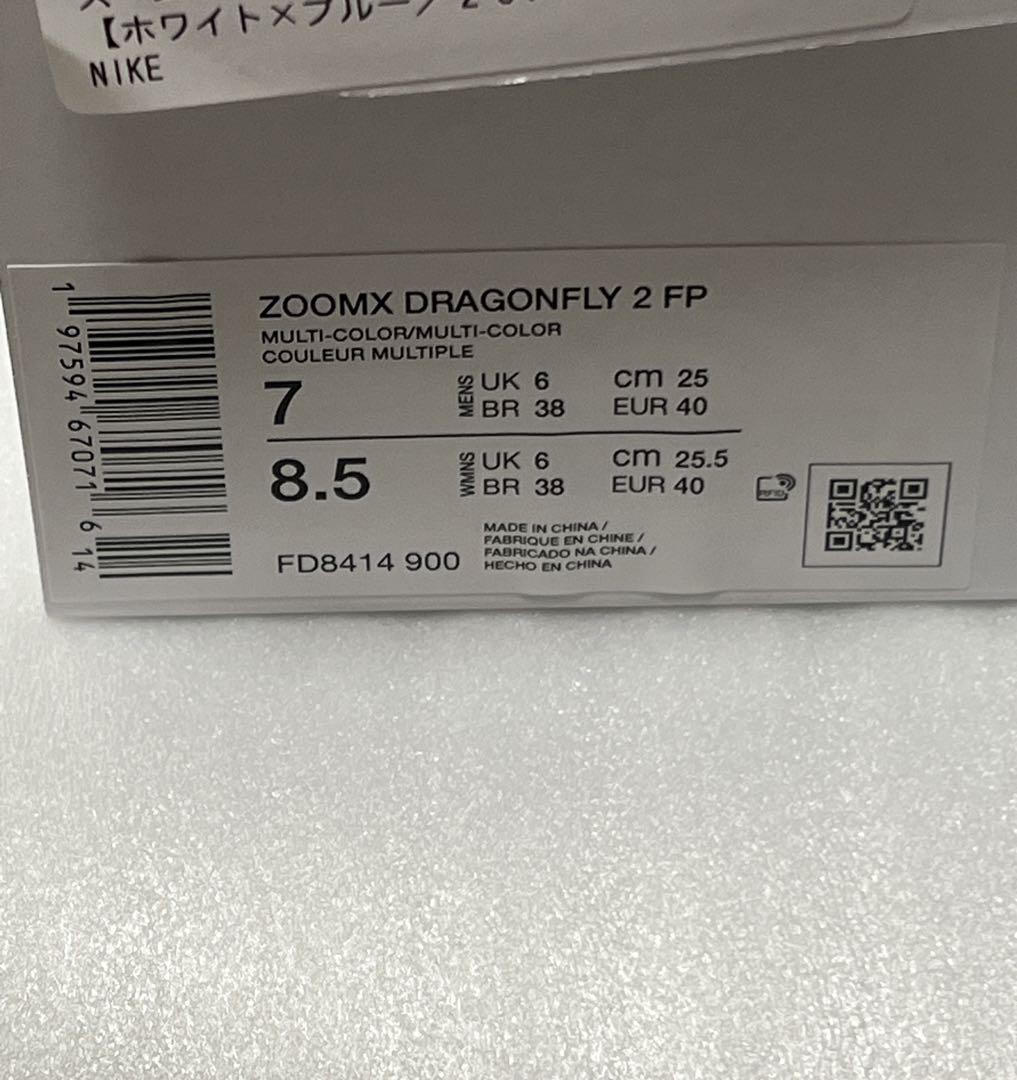 【ホワイト×ブルー
NIKE
ZOOMX DRAGONFLY 2 FP
MULTI-COLOR/MULTI-COLOR
COULEUR MULTIPLE
7 MENS UK 6 cm 25
BR 38 EUR 40
8.5 WMNS UK 6 cm 25.5
BR 38 EUR 40
RFID
FD8414 900
MADE IN CHINA /
FABRIQUE EN CHINE /
FABRICADO NA CHINA /
HECHO EN CHINA
1 97594 67071 6 14